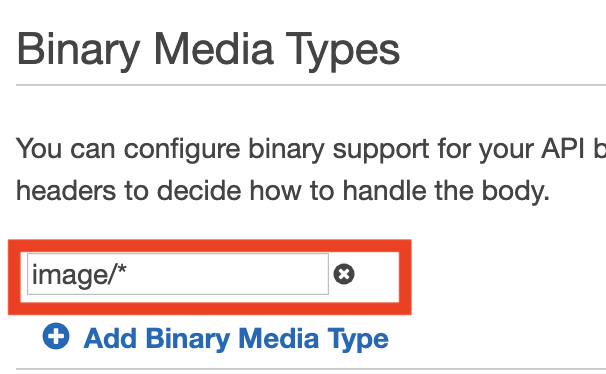 Binary Media Types
You can configure binary support for your API
headers to decide how to handle the body.
image/*
Add Binary Media Type